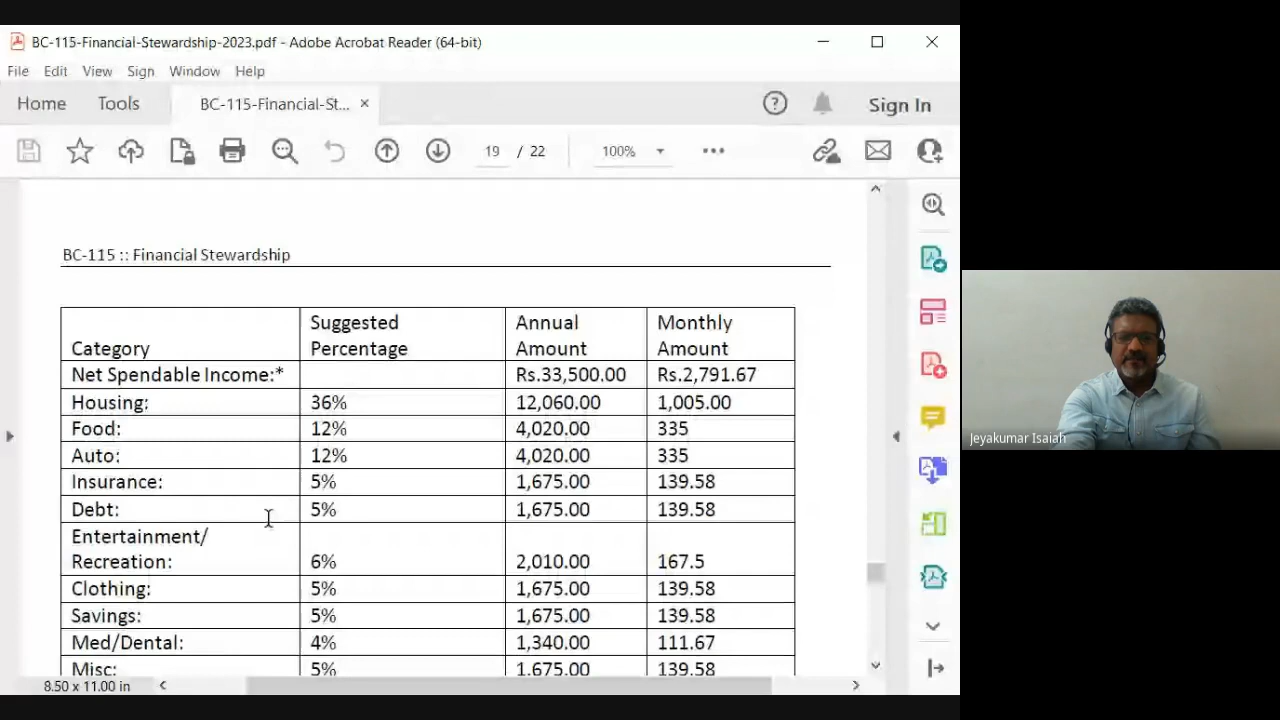 BC-115-Financial-Stewardship-2023.pdf - Adobe Acrobat Reader (64-bit)
File Edit View Sign Window Help
Home Tools BC-115-Financial-St... × Sign In
19 / 22 100%
BC-115 :: Financial Stewardship
Category Suggested Percentage Annual Amount Monthly Amount
Net Spendable Income:* Rs.33,500.00 Rs.2,791.67
Housing: 36% 12,060.00 1,005.00
Food: 12% 4,020.00 335
Auto: 12% 4,020.00 335
Insurance: 5% 1,675.00 139.58
Debt: 5% 1,675.00 139.58
Entertainment/
Recreation: 6% 2,010.00 167.5
Clothing: 5% 1,675.00 139.58
Savings: 5% 1,675.00 139.58
Med/Dental: 4% 1,340.00 111.67
Misc: 5% 1,675.00 139.58
8.50 x 11.00 in
Jeyakumar Isaiah